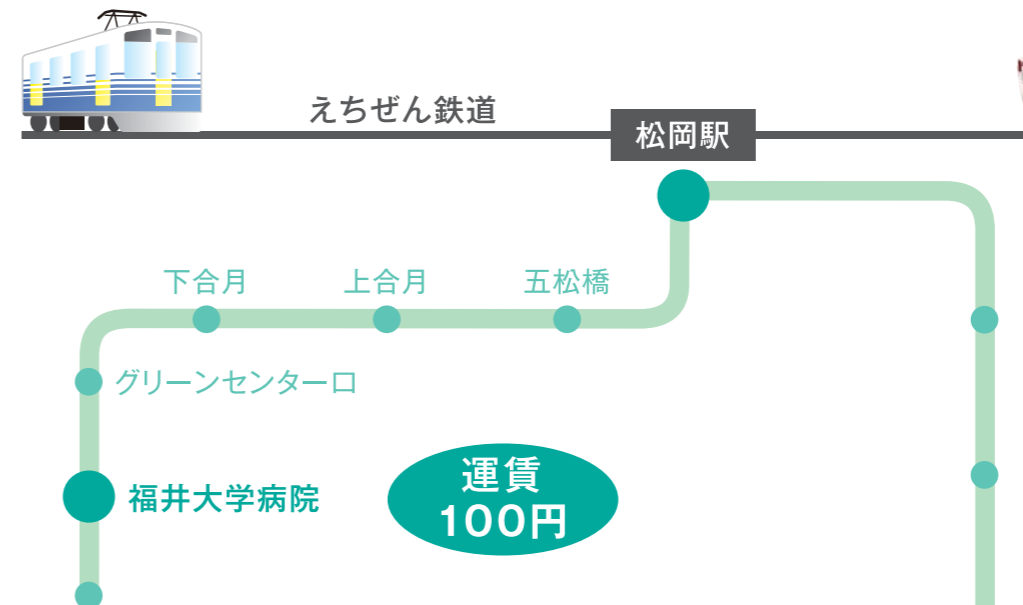 えちぜん鉄道
松岡駅
下合月
上合月
五松橋
グリーンセンター口
福井大学病院
運賃
100円